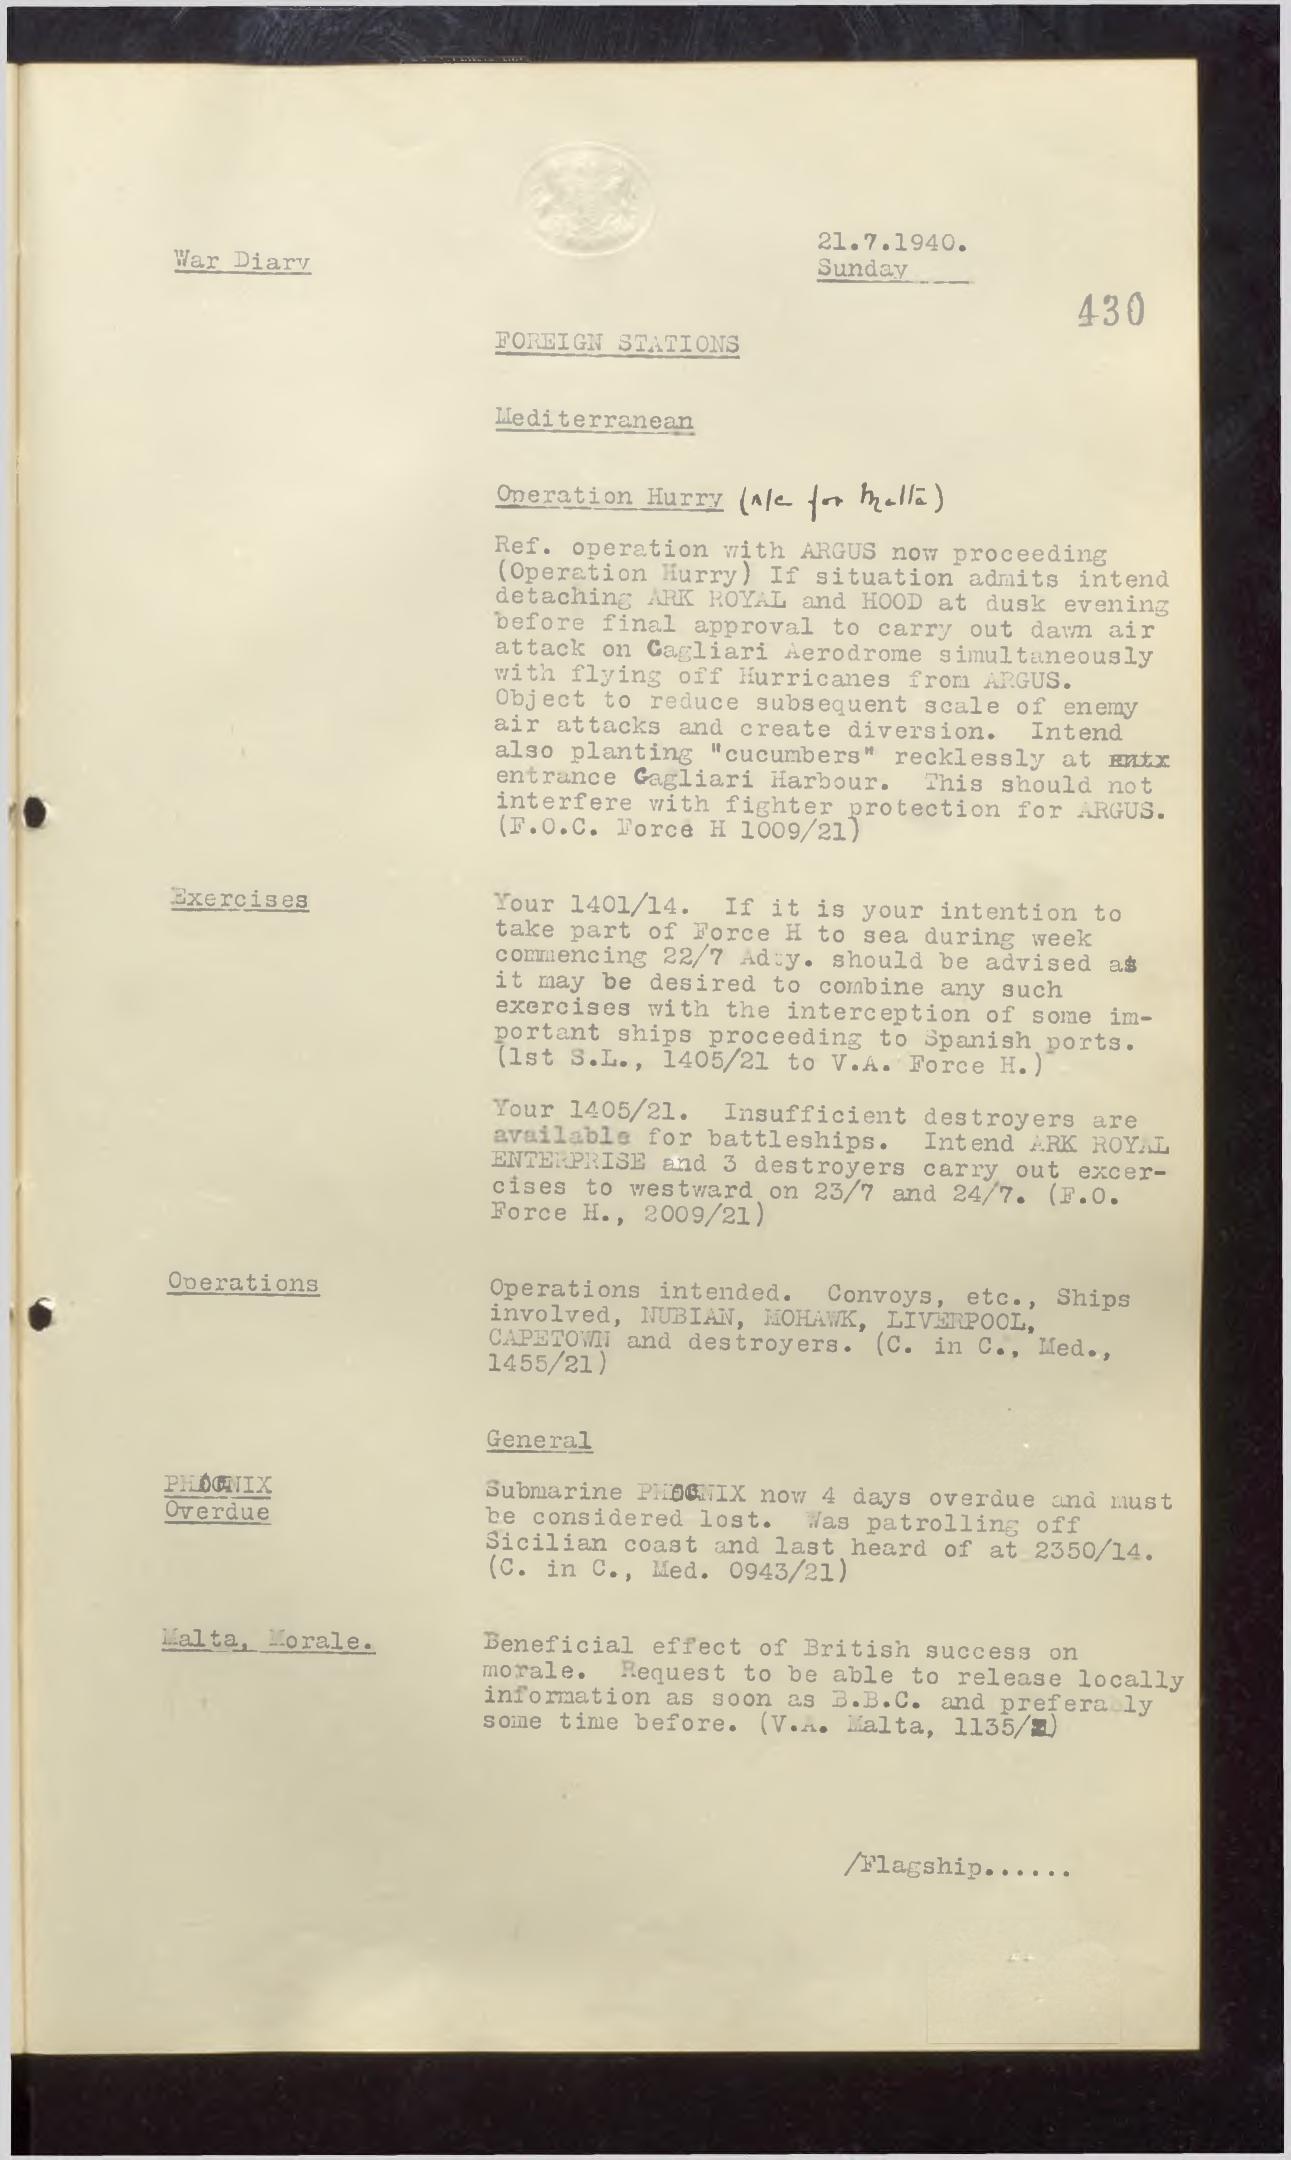 War Diary
21.7.1940.
Sunday
430
FOREIGN STATIONS
Mediterranean
Operation Hurry (A/C for Malta)
Ref. operation with ARGUS now proceeding
(Operation Hurry) If situation admits intend
detaching ARK ROYAL and HOOD at dusk evening
before final approval to carry out dawn air
attack on Cagliari Aerodrome simultaneously
with flying off Hurricanes from ARGUS.
Object to reduce subsequent scale of enemy
air attacks and create diversion. Intend
also planting "cucumbers" recklessly at
entrance Cagliari Harbour. This should not
interfere with fighter protection for ARGUS.
(F.O.C. Force H 1009/21)
Exercises
Your 1401/14. If it is your intention to
take part of Force H to sea during week
commencing 22/7 Adty. should be advised as
it may be desired to combine any such
exercises with the interception of some im-
portant ships proceeding to Spanish ports.
(1st S.L., 1405/21 to V.A. Force H.)
Your 1405/21. Insufficient destroyers are
available for battleships. Intend ARK ROYAL
ENTERPRISE and 3 destroyers carry out excer-
cises to westward on 23/7 and 24/7. (F.O.
Force H., 2009/21)
Operations
Operations intended. Convoys, etc., Ships
involved, NUBIAN, MOHAWK, LIVERPOOL,
CAPETOWN and destroyers. (C. in C., Med.,
1455/21)
General
PHOENIX
Overdue
Submarine PHOENIX now 4 days overdue and must
be considered lost. Was patrolling off
Sicilian coast and last heard of at 2350/14.
(C. in C., Med. 0943/21)
Malta, Morale.
Beneficial effect of British success on
morale. Request to be able to release locally
information as soon as B.B.C. and preferably
some time before. (V.A. Malta, 1135/
/Flagship......